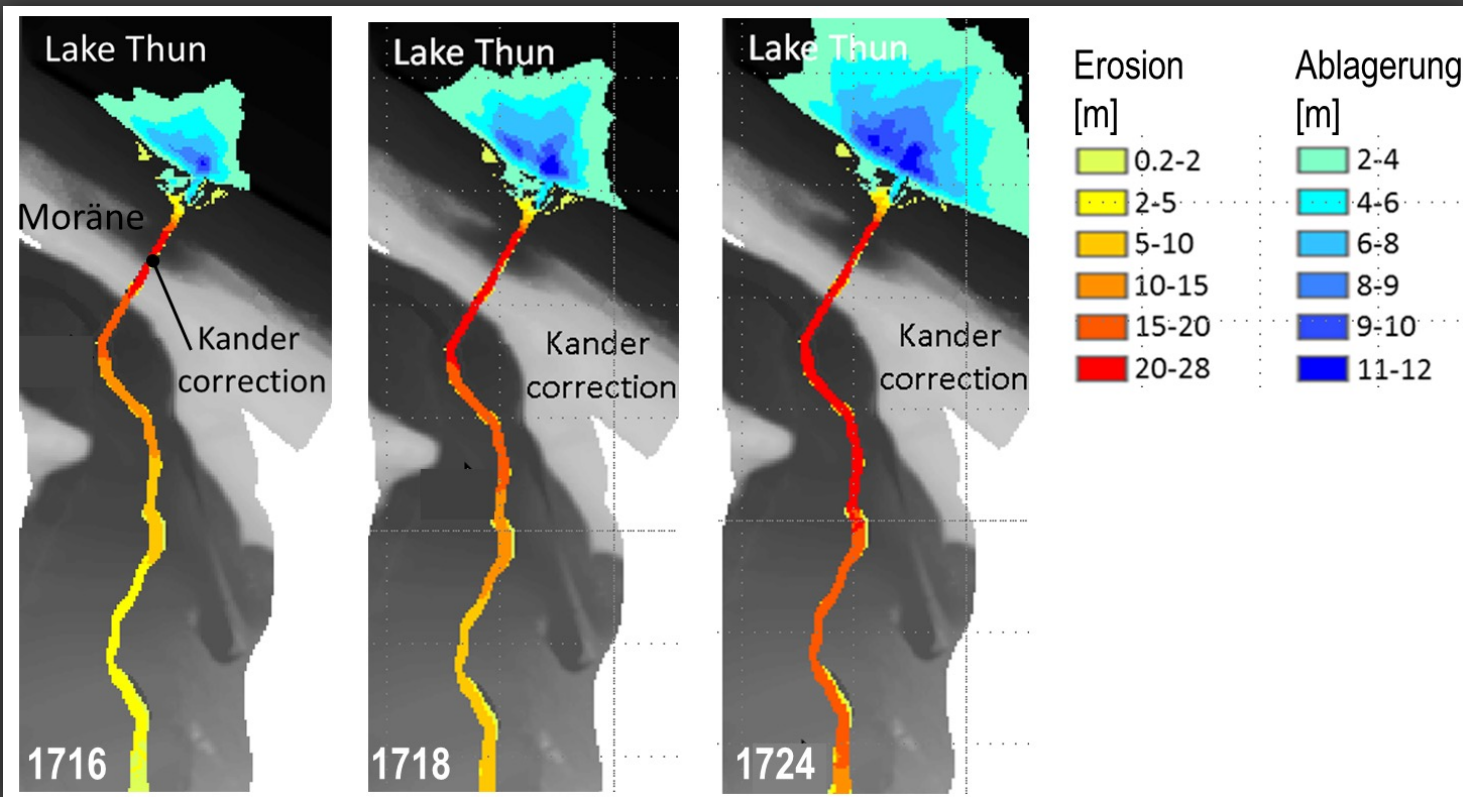 Lake Thun
Moräne
Kander
correction
1716
Lake Thun
Kander
correction
1718
Lake Thun
Kander
correction
1724
Erosion
[m]
0.2-2
2-5
5-10
10-15
15-20
20-28
Ablagerung
[m]
2-4
4-6
6-8
8-9
9-10
11-12